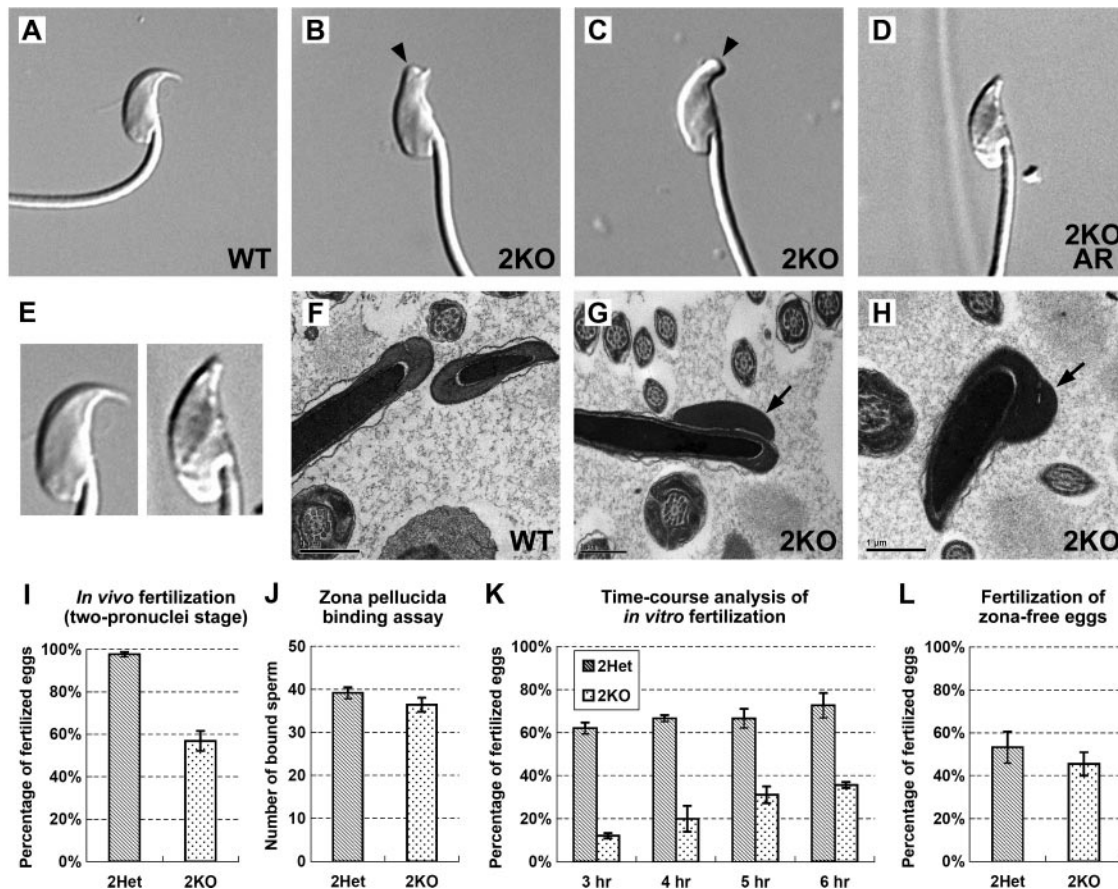 A
WT
B
2KO
C
2KO
D
2KO
AR
E
F
WT
G
2KO
H
1 µm
2KO
I
In vivo fertilization
(two-pronuclei stage)
Percentage of fertilized eggs
100%
80%
60%
40%
20%
0%
2Het
2KO
J
Zona pellucida
binding assay
Number of bound sperm
50
40
30
20
10
0
2Het
2KO
K
Time-course analysis of
in vitro fertilization
Percentage of fertilized eggs
100%
80%
60%
40%
20%
0%
2Het
2KO
3 hr
4 hr
5 hr
6 hr
L
Fertilization of
zona-free eggs
Percentage of fertilized eggs
100%
80%
60%
40%
20%
0%
2Het
2KO